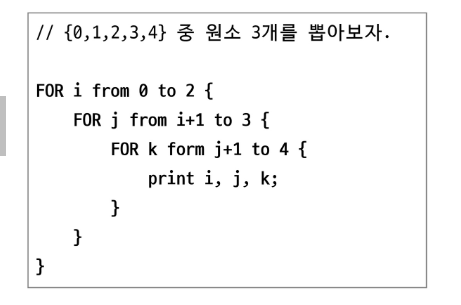 // {0,1,2,3,4} 중 원소 3개를 뽑아보자.
FOR i from 0 to 2 {
FOR j from i+1 to 3 {
FOR k form j+1 to 4 {
print i, j, k;
}
}
}